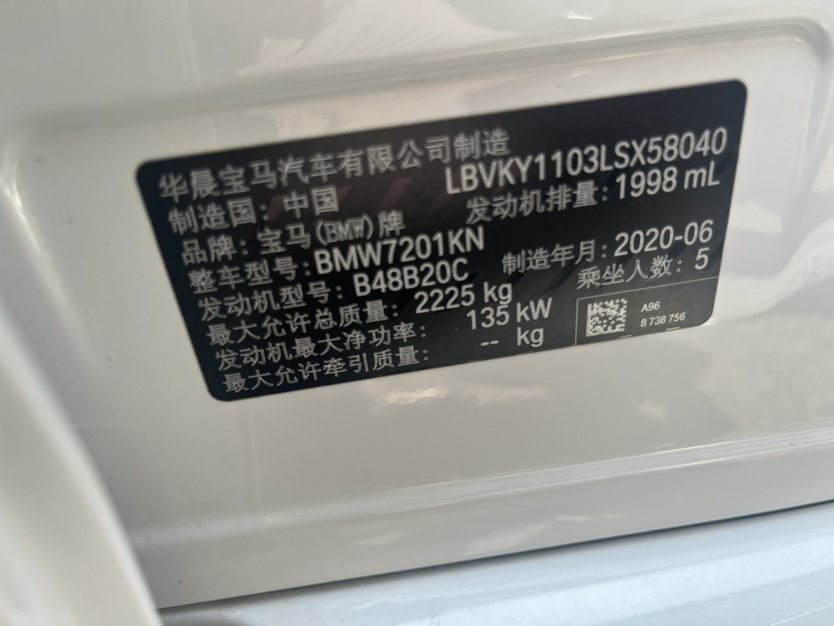 华晨宝马汽车有限公司制造
制造国: 中国 LBVKY1103LSX58040
品牌: 宝马(BMW)牌 发动机排量: 1998 mL
整车型号: BMW7201KN
发动机型号: B48B20C 制造年月: 2020-06
最大允许总质量: 2225 kg 乘坐人数: 5
发动机最大净功率: 135 kW
最大允许牵引质量: -- kg
A96
8 738 756